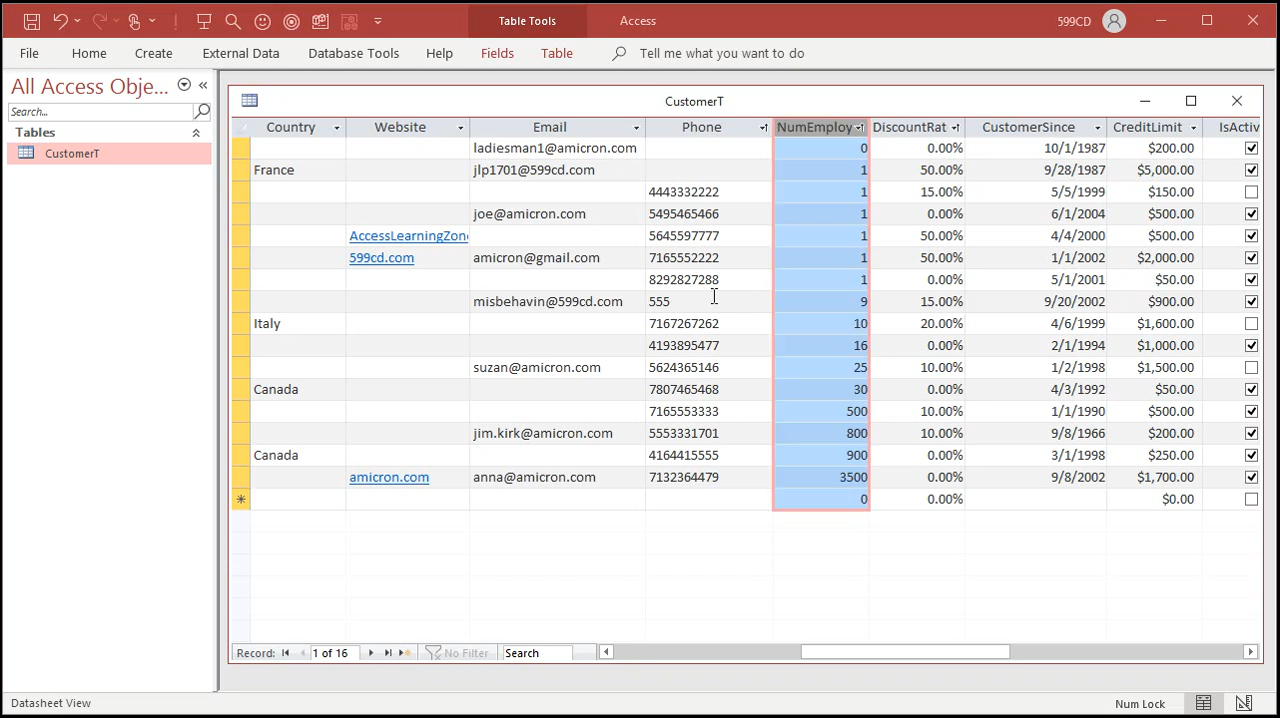 Table Tools Access 599CD
File Home Create External Data Database Tools Help Fields Table Tell me what you want to do
All Access Obje...
Search...
Tables
CustomerT
CustomerT
Country Website Email Phone NumEmploy DiscountRat CustomerSince CreditLimit IsActiv
ladiesman1@amicron.com 0 0.00% 10/1/1987 $200.00
France jlp1701@599cd.com 1 50.00% 9/28/1987 $5,000.00
4443332222 1 15.00% 5/5/1999 $150.00
joe@amicron.com 5495465466 1 0.00% 6/1/2004 $500.00
AccessLearningZon 5645597777 1 50.00% 4/4/2000 $500.00
599cd.com amicron@gmail.com 7165552222 1 50.00% 1/1/2002 $2,000.00
8292827288 1 0.00% 5/1/2001 $50.00
misbehavin@599cd.com 555 9 15.00% 9/20/2002 $900.00
Italy 7167267262 10 20.00% 4/6/1999 $1,600.00
4193895477 16 0.00% 2/1/1994 $1,000.00
suzan@amicron.com 5624365146 25 10.00% 1/2/1998 $1,500.00
Canada 7807465468 30 0.00% 4/3/1992 $50.00
7165553333 500 10.00% 1/1/1990 $500.00
jim.kirk@amicron.com 5553331701 800 10.00% 9/8/1966 $200.00
Canada 4164415555 900 0.00% 3/1/1998 $250.00
amicron.com anna@amicron.com 7132364479 3500 0.00% 9/8/2002 $1,700.00
0 0.00% $0.00
Record: 1 of 16 No Filter Search
Datasheet View Num Lock